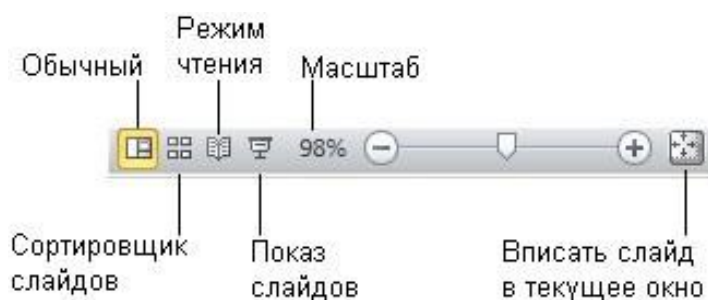 Режим
чтения
Обычный
Масштаб
98%
Сортировщик
слайдов
Показ
слайдов
Вписать слайд
в текущее окно